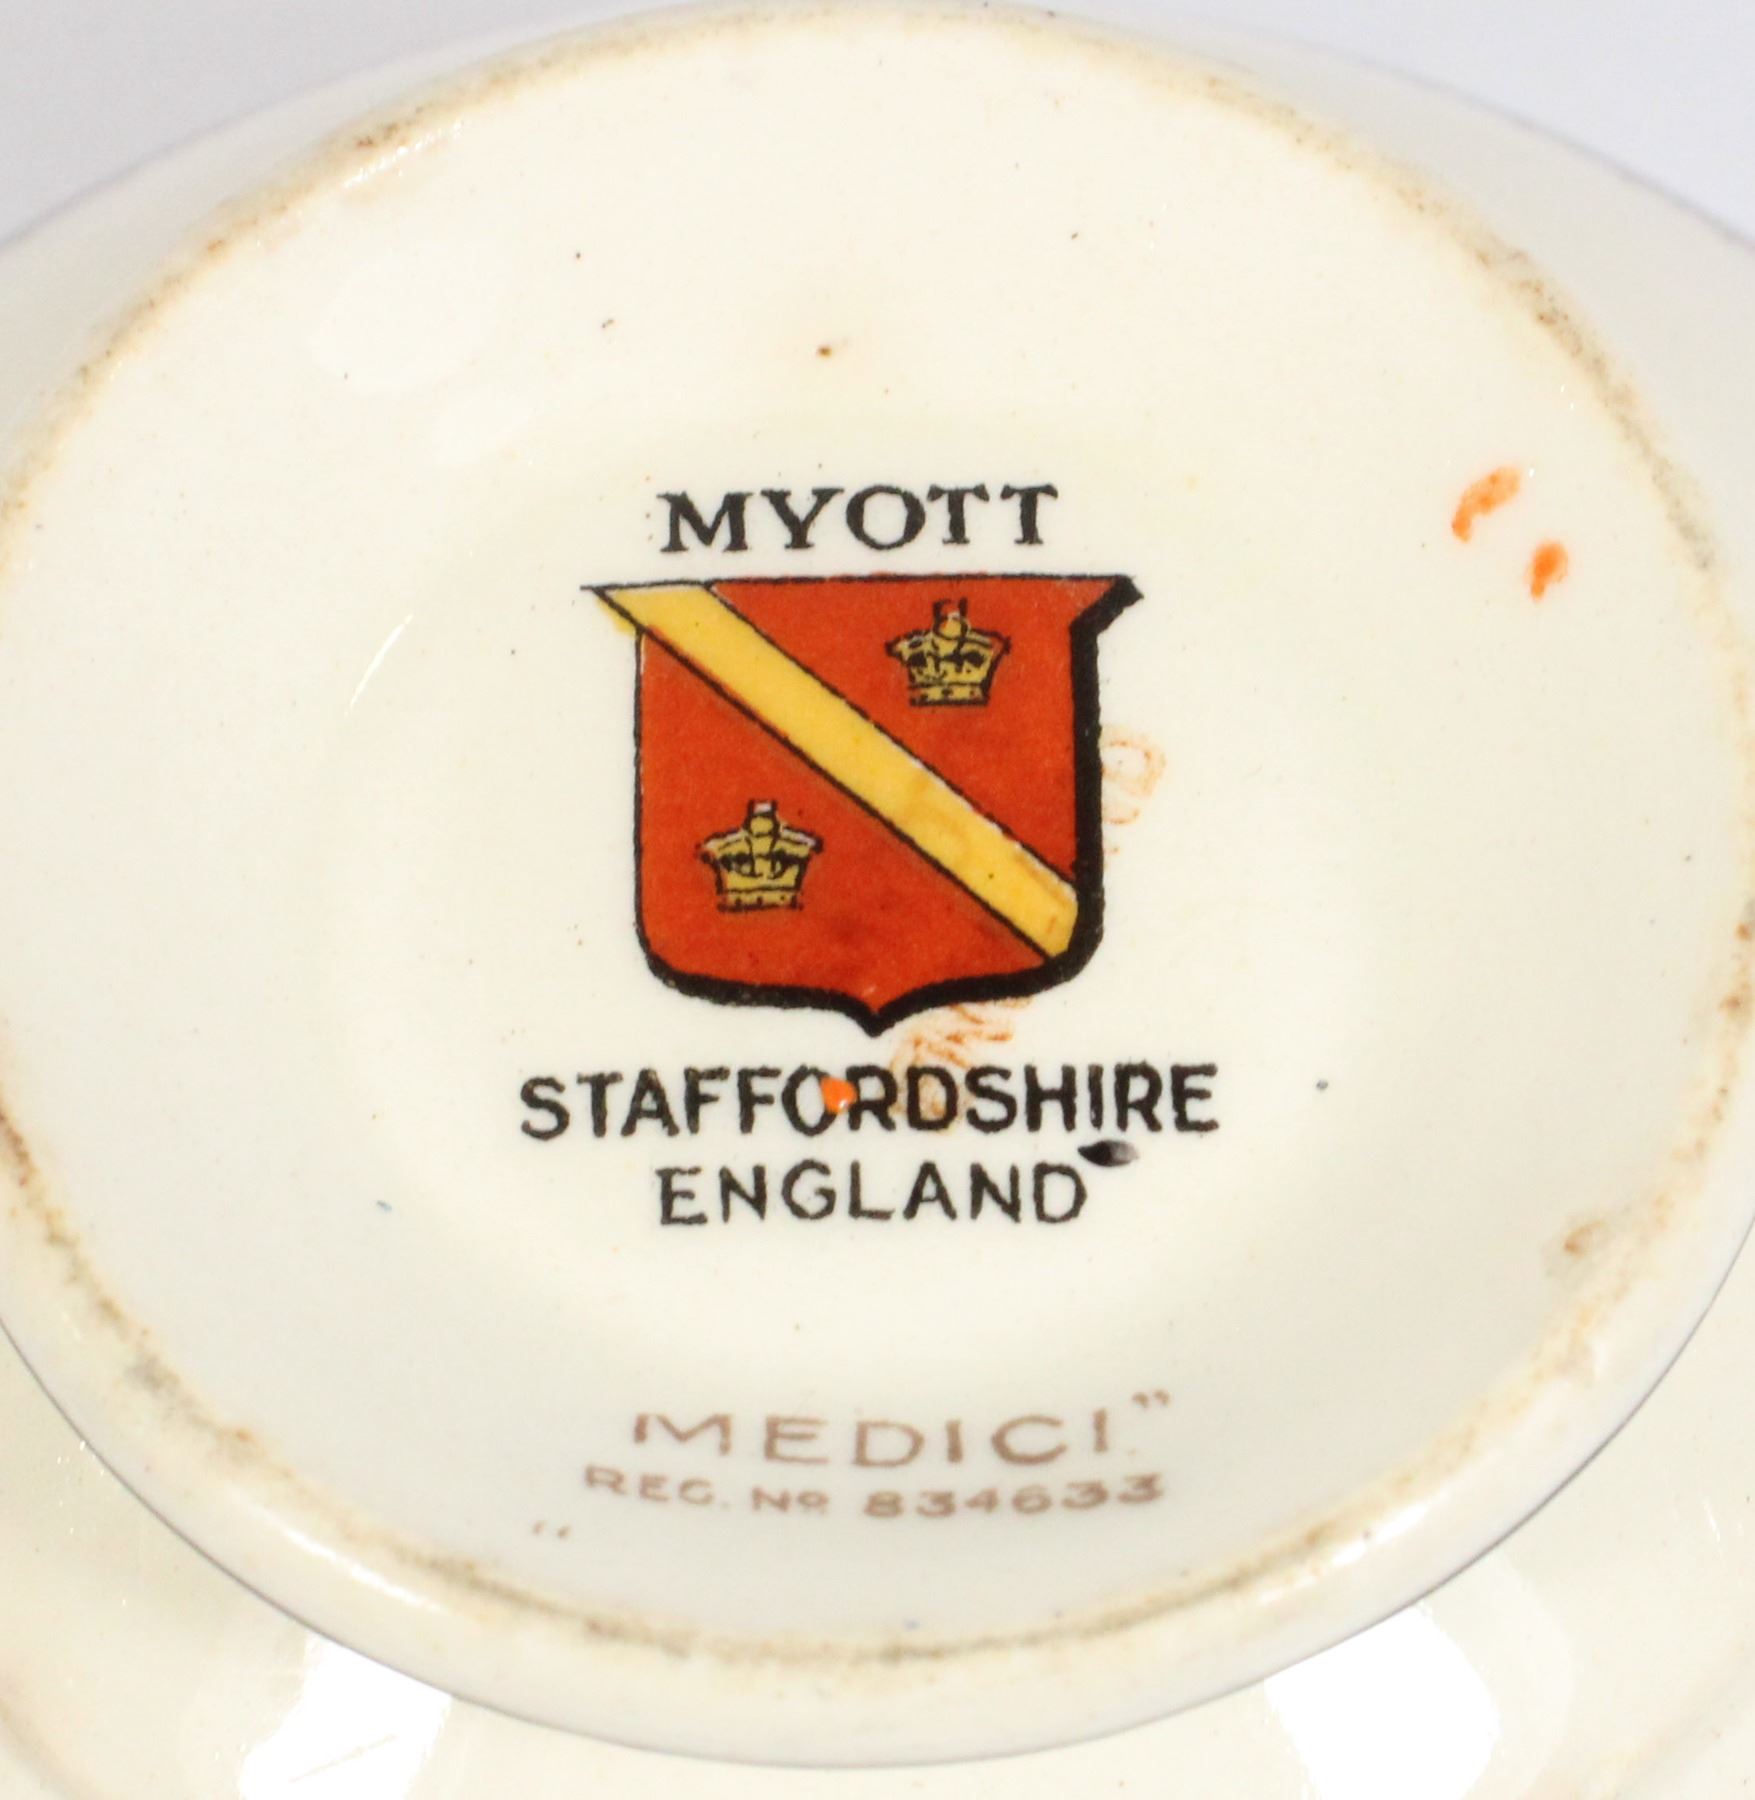 MYOTT
STAFFORDSHIRE
ENGLAND
"MEDICI"
REG. No 834633